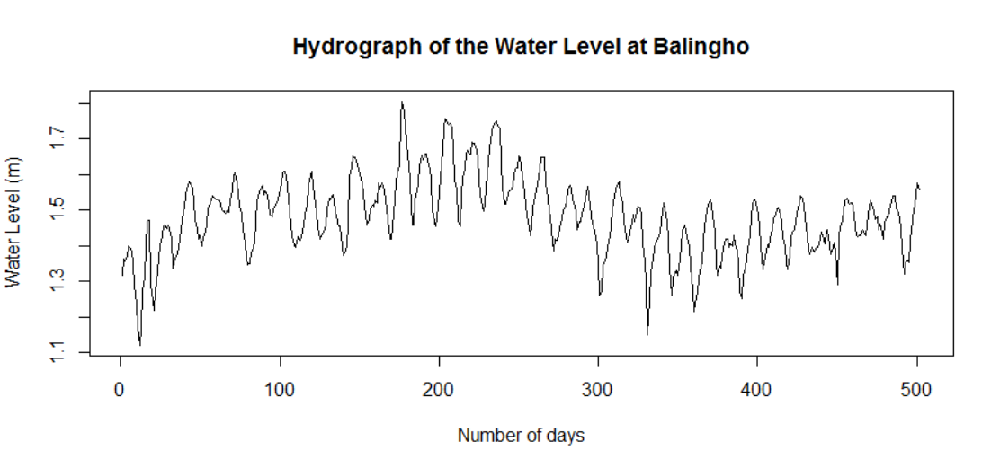 Hydrograph of the Water Level at Balingho
Water Level (m)
1.7
1.5
1.3
1.1
0 100 200 300 400 500
Number of days